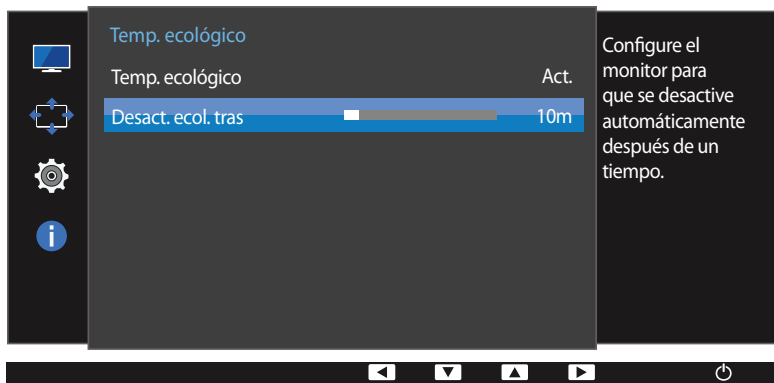 Temp. ecológico
Temp. ecológico Act.
Desact. ecol. tras 10m
Configure el
monitor para
que se desactive
automáticamente
después de un
tiempo.